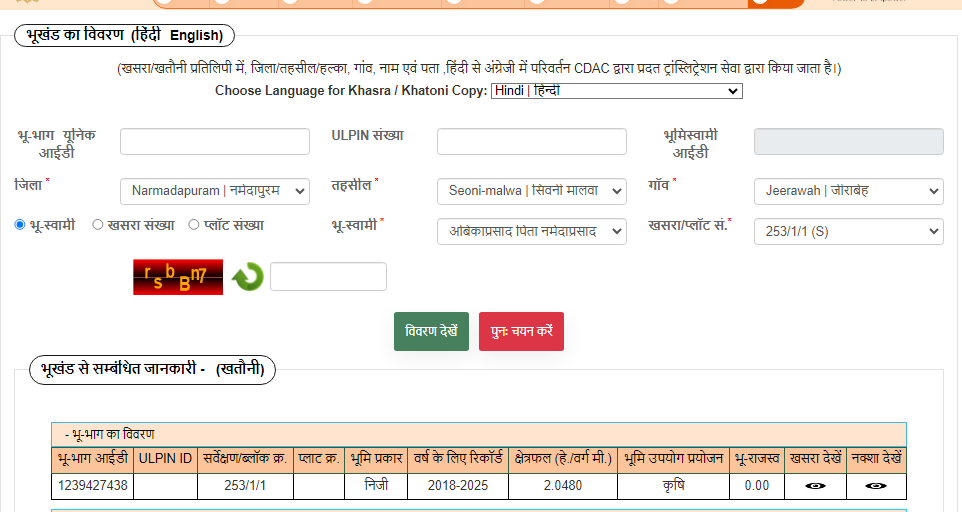 भूखंड का विवरण (हिंदी English)
(खसरा/खतौनी प्रतिलिपी में, जिला/तहसील/हल्का, गांव, नाम एवं पता ,हिंदी से अंग्रेजी में परिवर्तन CDAC द्वारा प्रदत ट्रांस्लिट्रेशन सेवा द्वारा किया जाता है।)
Choose Language for Khasra / Khatoni Copy: Hindi | हिन्दी
भू-भाग यूनिक आईडी ULPIN संख्या भूमिस्वामी आईडी
जिला * Narmadapuram | नर्मदापुरम तहसील * Seoni-malwa | सिवनी मालवा गाँव * Jeerawah | जीराबेह
भू-स्वामी खसरा संख्या प्लॉट संख्या भू-स्वामी * अंबिकाप्रसाद पिता नर्मदाप्रसाद खसरा/प्लॉट सं.* 253/1/1 (S)
rsbBn7
विवरण देखें पुनः चयन करें
भूखंड से सम्बंधित जानकारी - (खतौनी)
- भू-भाग का विवरण
भू-भाग आईडी ULPIN ID सर्वेक्षण/ब्लॉक क्र. प्लाट क्र. भूमि प्रकार वर्ष के लिए रिकॉर्ड क्षेत्रफल (हे./वर्ग मी.) भूमि उपयोग प्रयोजन भू-राजस्व खसरा देखें नक्शा देखें
1239427438 253/1/1 निजी 2018-2025 2.0480 कृषि 0.00